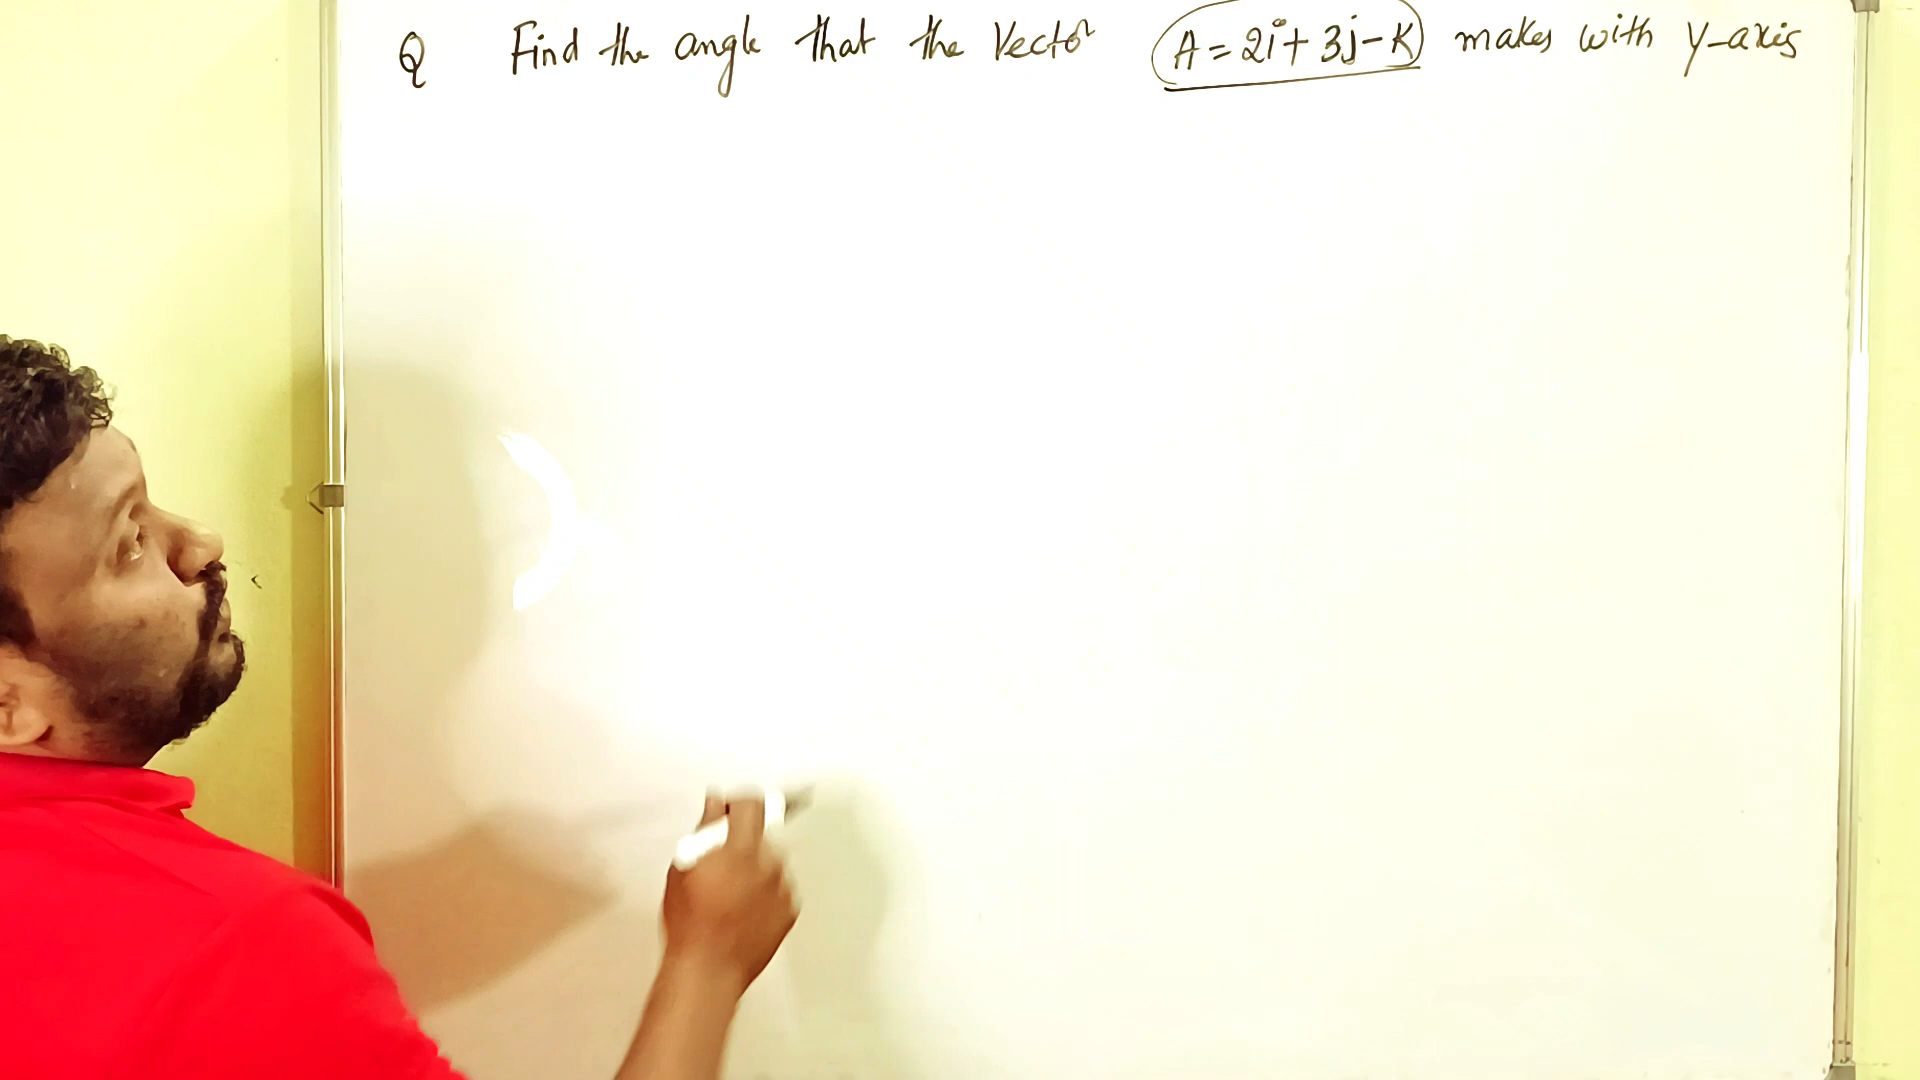 Q Find the angle that the Vector A = 2i + 3j - K makes with y-axis